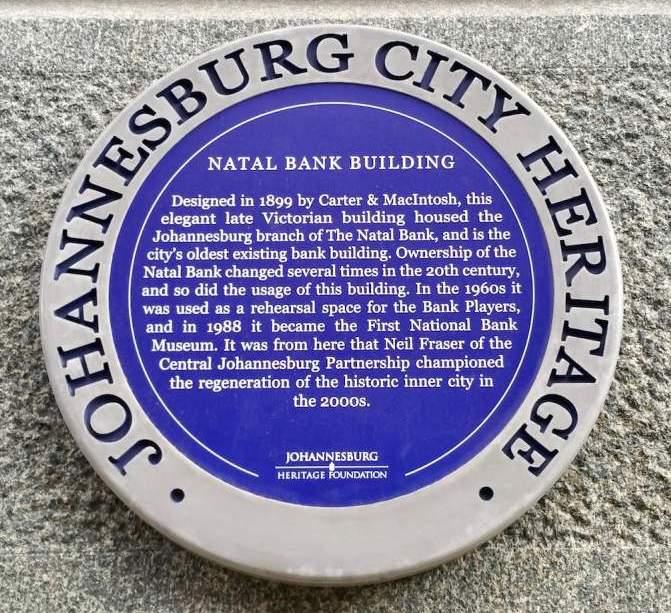 JOHANNESBURG CITY HERITAGE
NATAL BANK BUILDING
Designed in 1899 by Carter & MacIntosh, this
elegant late Victorian building housed the
Johannesburg branch of The Natal Bank, and is the
city's oldest existing bank building. Ownership of the
Natal Bank changed several times in the 20th century,
and so did the usage of this building. In the 1960s it
was used as a rehearsal space for the Bank Players,
and in 1988 it became the First National Bank
Museum. It was from here that Neil Fraser of the
Central Johannesburg Partnership championed
the regeneration of the historic inner city in
the 2000s.
JOHANNESBURG
HERITAGE FOUNDATION